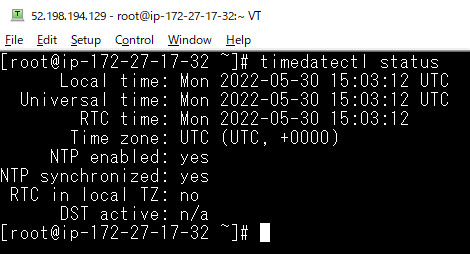 52.198.194.129 - root@ip-172-27-17-32:~ VT
File Edit Setup Control Window Help
[root@ip-172-27-17-32 ~]# timedatectl status
      Local time: Mon 2022-05-30 15:03:12 UTC
  Universal time: Mon 2022-05-30 15:03:12 UTC
        RTC time: Mon 2022-05-30 15:03:12
       Time zone: UTC (UTC, +0000)
     NTP enabled: yes
NTP synchronized: yes
 RTC in local TZ: no
      DST active: n/a
[root@ip-172-27-17-32 ~]#